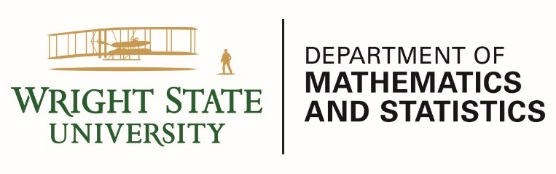 WRIGHT STATE
UNIVERSITY
DEPARTMENT OF
MATHEMATICS
AND STATISTICS